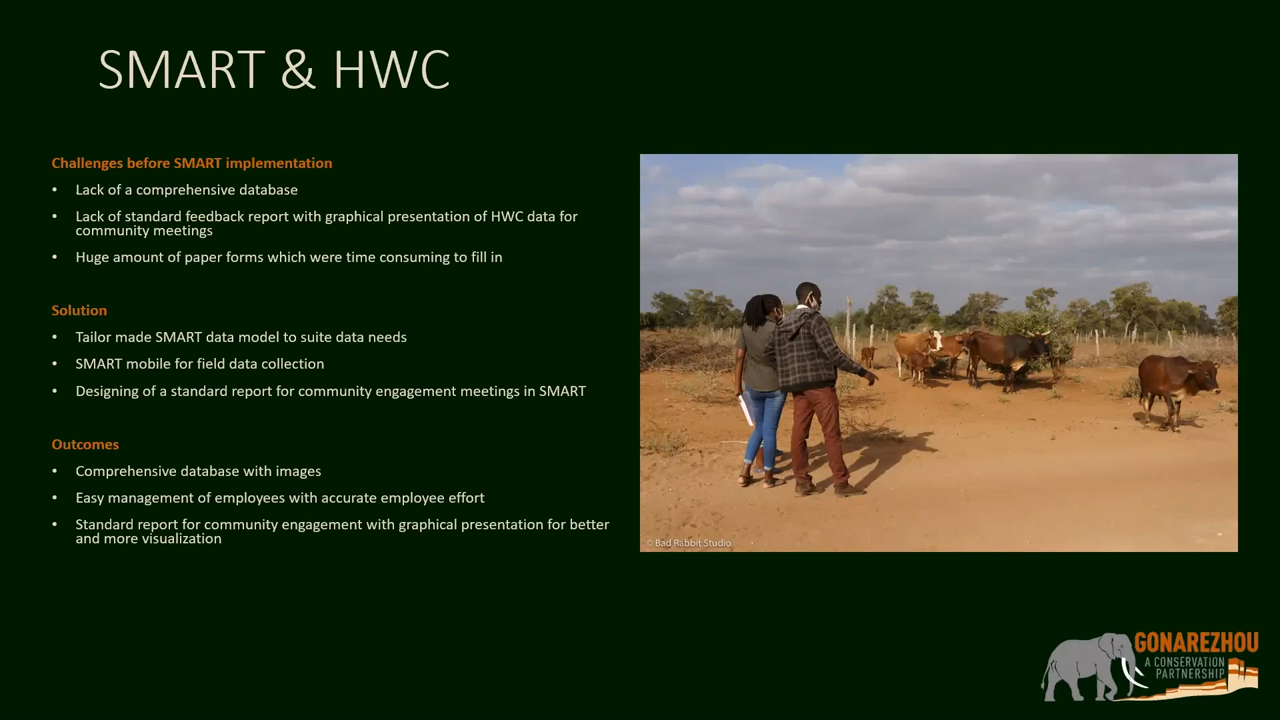 SMART & HWC
Challenges before SMART implementation
• Lack of a comprehensive database
• Lack of standard feedback report with graphical presentation of HWC data for
community meetings
• Huge amount of paper forms which were time consuming to fill in
Solution
• Tailor made SMART data model to suite data needs
• SMART mobile for field data collection
• Designing of a standard report for community engagement meetings in SMART
Outcomes
• Comprehensive database with images
• Easy management of employees with accurate employee effort
• Standard report for community engagement with graphical presentation for better
and more visualization
© Bad Rabbit Studio
GONAREZHOU
A CONSERVATION
PARTNERSHIP